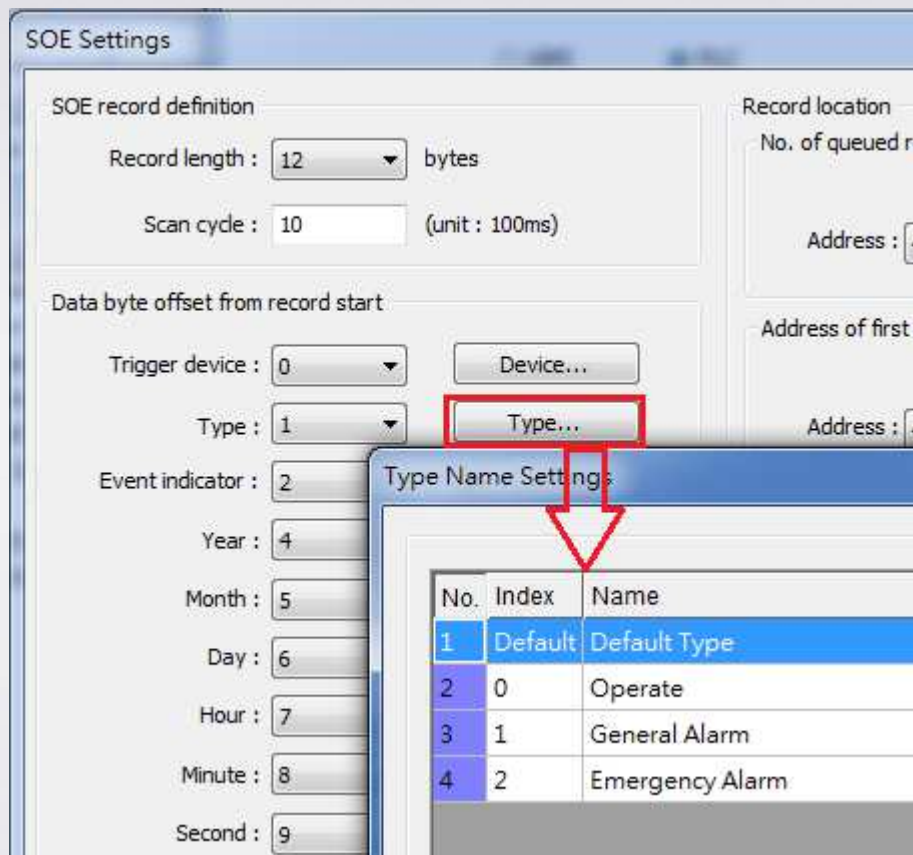 SOE Settings
SOE record definition
Record length : 12 bytes
Scan cycle : 10 (unit : 100ms)
Record location
No. of queued
Address :
Data byte offset from record start
Trigger device : 0 Device...
Type : 1 Type...
Event indicator : 2
Year : 4
Month : 5
Day : 6
Hour : 7
Minute : 8
Second : 9
Address of first
Address :
Type Name Settings
No. Index Name
1 Default Default Type
2 0 Operate
3 1 General Alarm
4 2 Emergency Alarm